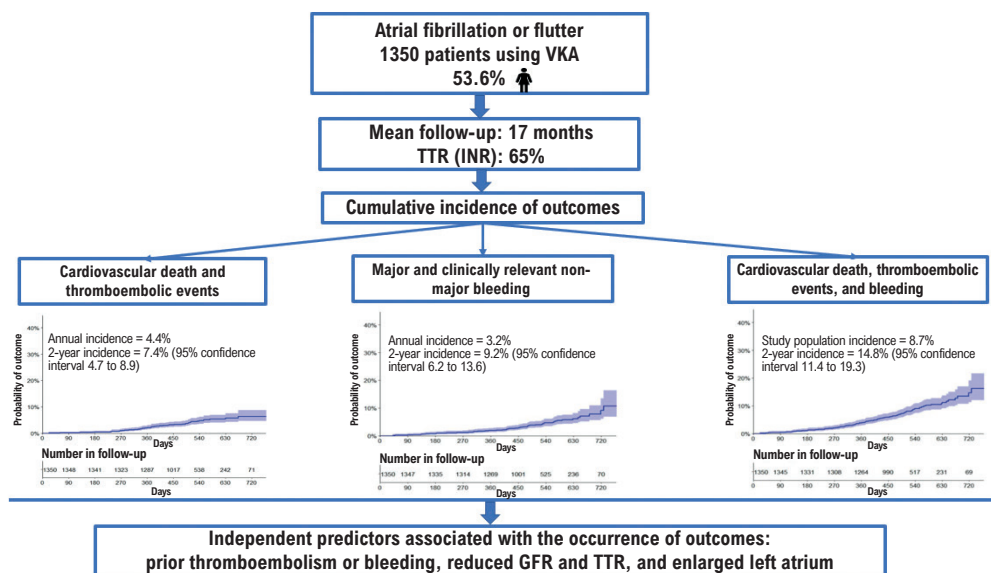 Atrial fibrillation or flutter
1350 patients using VKA
53.6%
Mean follow-up: 17 months
TTR (INR): 65%
Cumulative incidence of outcomes
Cardiovascular death and
thromboembolic events
Probability of outcome
40%
30%
20%
10%
0%
Annual incidence = 4.4%
2-year incidence = 7.4% (95% confidence
interval 4.7 to 8.9)
0 90 180 270 360 450 540 630 720
Days
Number in follow-up
1350 1348 1341 1323 1287 1017 538 242 71
0 90 180 270 360 450 540 630 720
Days
Major and clinically relevant non-
major bleeding
Probability of outcome
40%
30%
20%
10%
0%
Annual incidence = 3.2%
2-year incidence = 9.2% (95% confidence
interval 6.2 to 13.6)
0 90 180 270 360 450 540 630 720
Days
Number in follow-up
1350 1347 1335 1314 1269 1001 525 236 70
0 90 180 270 360 450 540 630 720
Days
Cardiovascular death, thromboembolic
events, and bleeding
Probability of outcome
40%
30%
20%
10%
0%
Study population incidence = 8.7%
2-year incidence = 14.8% (95% confidence
interval 11.4 to 19.3)
0 90 180 270 360 450 540 630 720
Days
Number in follow-up
1350 1345 1331 1306 1264 990 517 231 69
0 90 180 270 360 450 540 630 720
Days
Independent predictors associated with the occurrence of outcomes:
prior thromboembolism or bleeding, reduced GFR and TTR, and enlarged left atrium